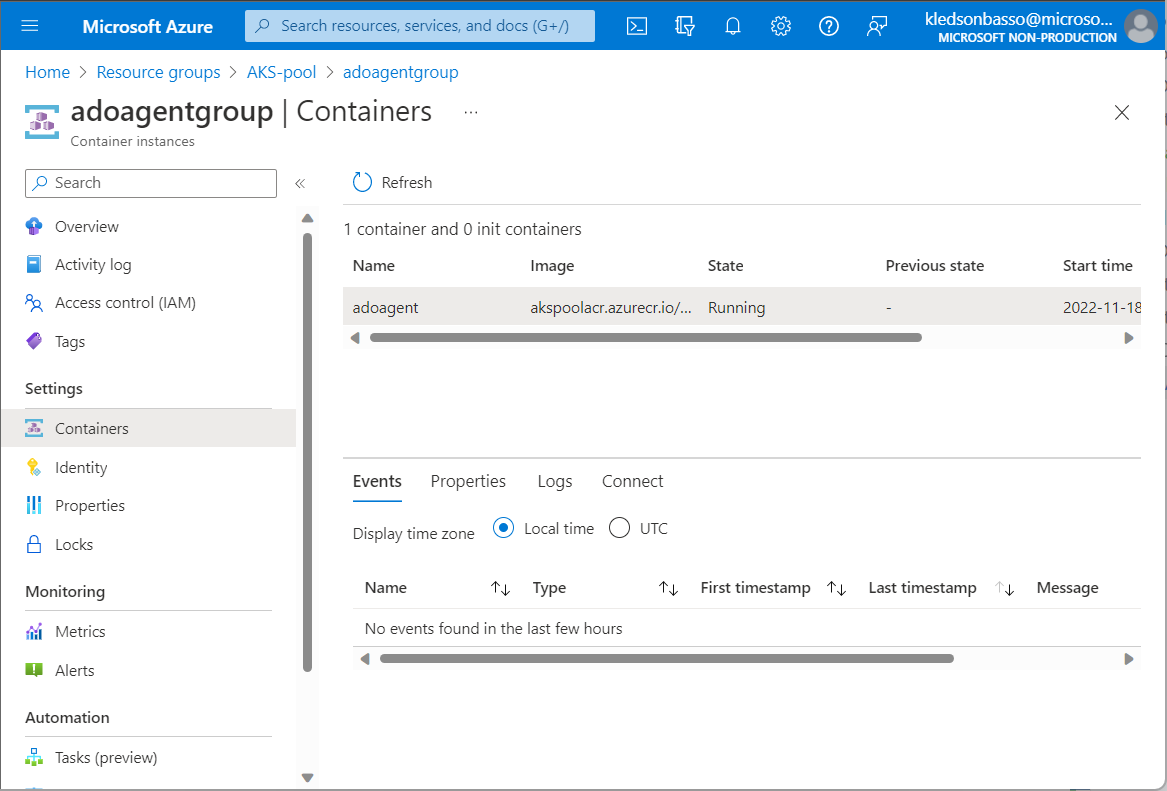 Microsoft Azure
Search resources, services, and docs (G+/)
kledsonbasso@microso...
MICROSOFT NON-PRODUCTION
Home > Resource groups > AKS-pool > adoagentgroup
adoagentgroup | Containers ...
Container instances
Search «
Overview
Activity log
Access control (IAM)
Tags
Settings
Containers
Identity
Properties
Locks
Monitoring
Metrics
Alerts
Automation
Tasks (preview)
Refresh
1 container and 0 init containers
Name Image State Previous state Start time
adoagent akspoolacr.azurecr.io/... Running - 2022-11-18
Events Properties Logs Connect
Display time zone Local time UTC
Name Type First timestamp Last timestamp Message
No events found in the last few hours